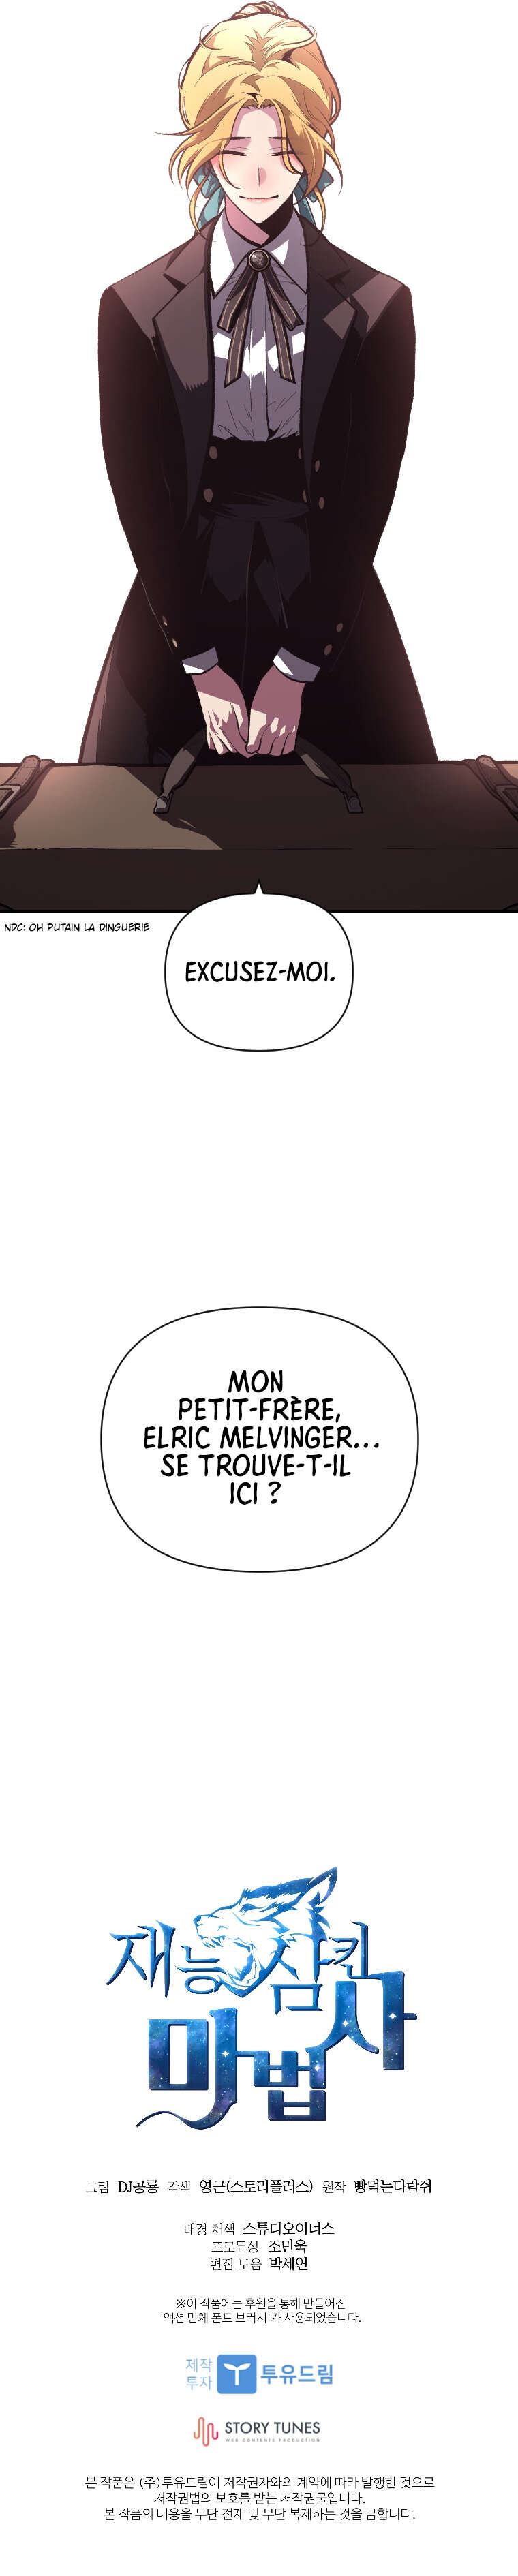 NDC: OH PUTAIN LA DINGUERIE
EXCUSEZ-MOI.
MON
PETIT-FRÈRE,
ELRIC MELVINGER...
SE TROUVE-T-IL
ICI ?
재능 삼킨
마법사
그림 DJ공룡 각색 영근(스토리플러스) 원작 빵먹는다람쥐
배경 채색 스튜디오이너스
프로듀싱 조민욱
편집 도움 박세연
※이 작품에는 후원을 통해 만들어진
'액션 만체 폰트 브러시'가 사용되었습니다.
제작
투자
투유드림
STORY TUNES
WEB CONTENTS PRODUCTION
본 작품은 (주)투유드림이 저작권자와의 계약에 따라 발행한 것으로
저작권법의 보호를 받는 저작권물입니다.
본 작품의 내용을 무단 전재 및 무단 복제하는 것을 금합니다.